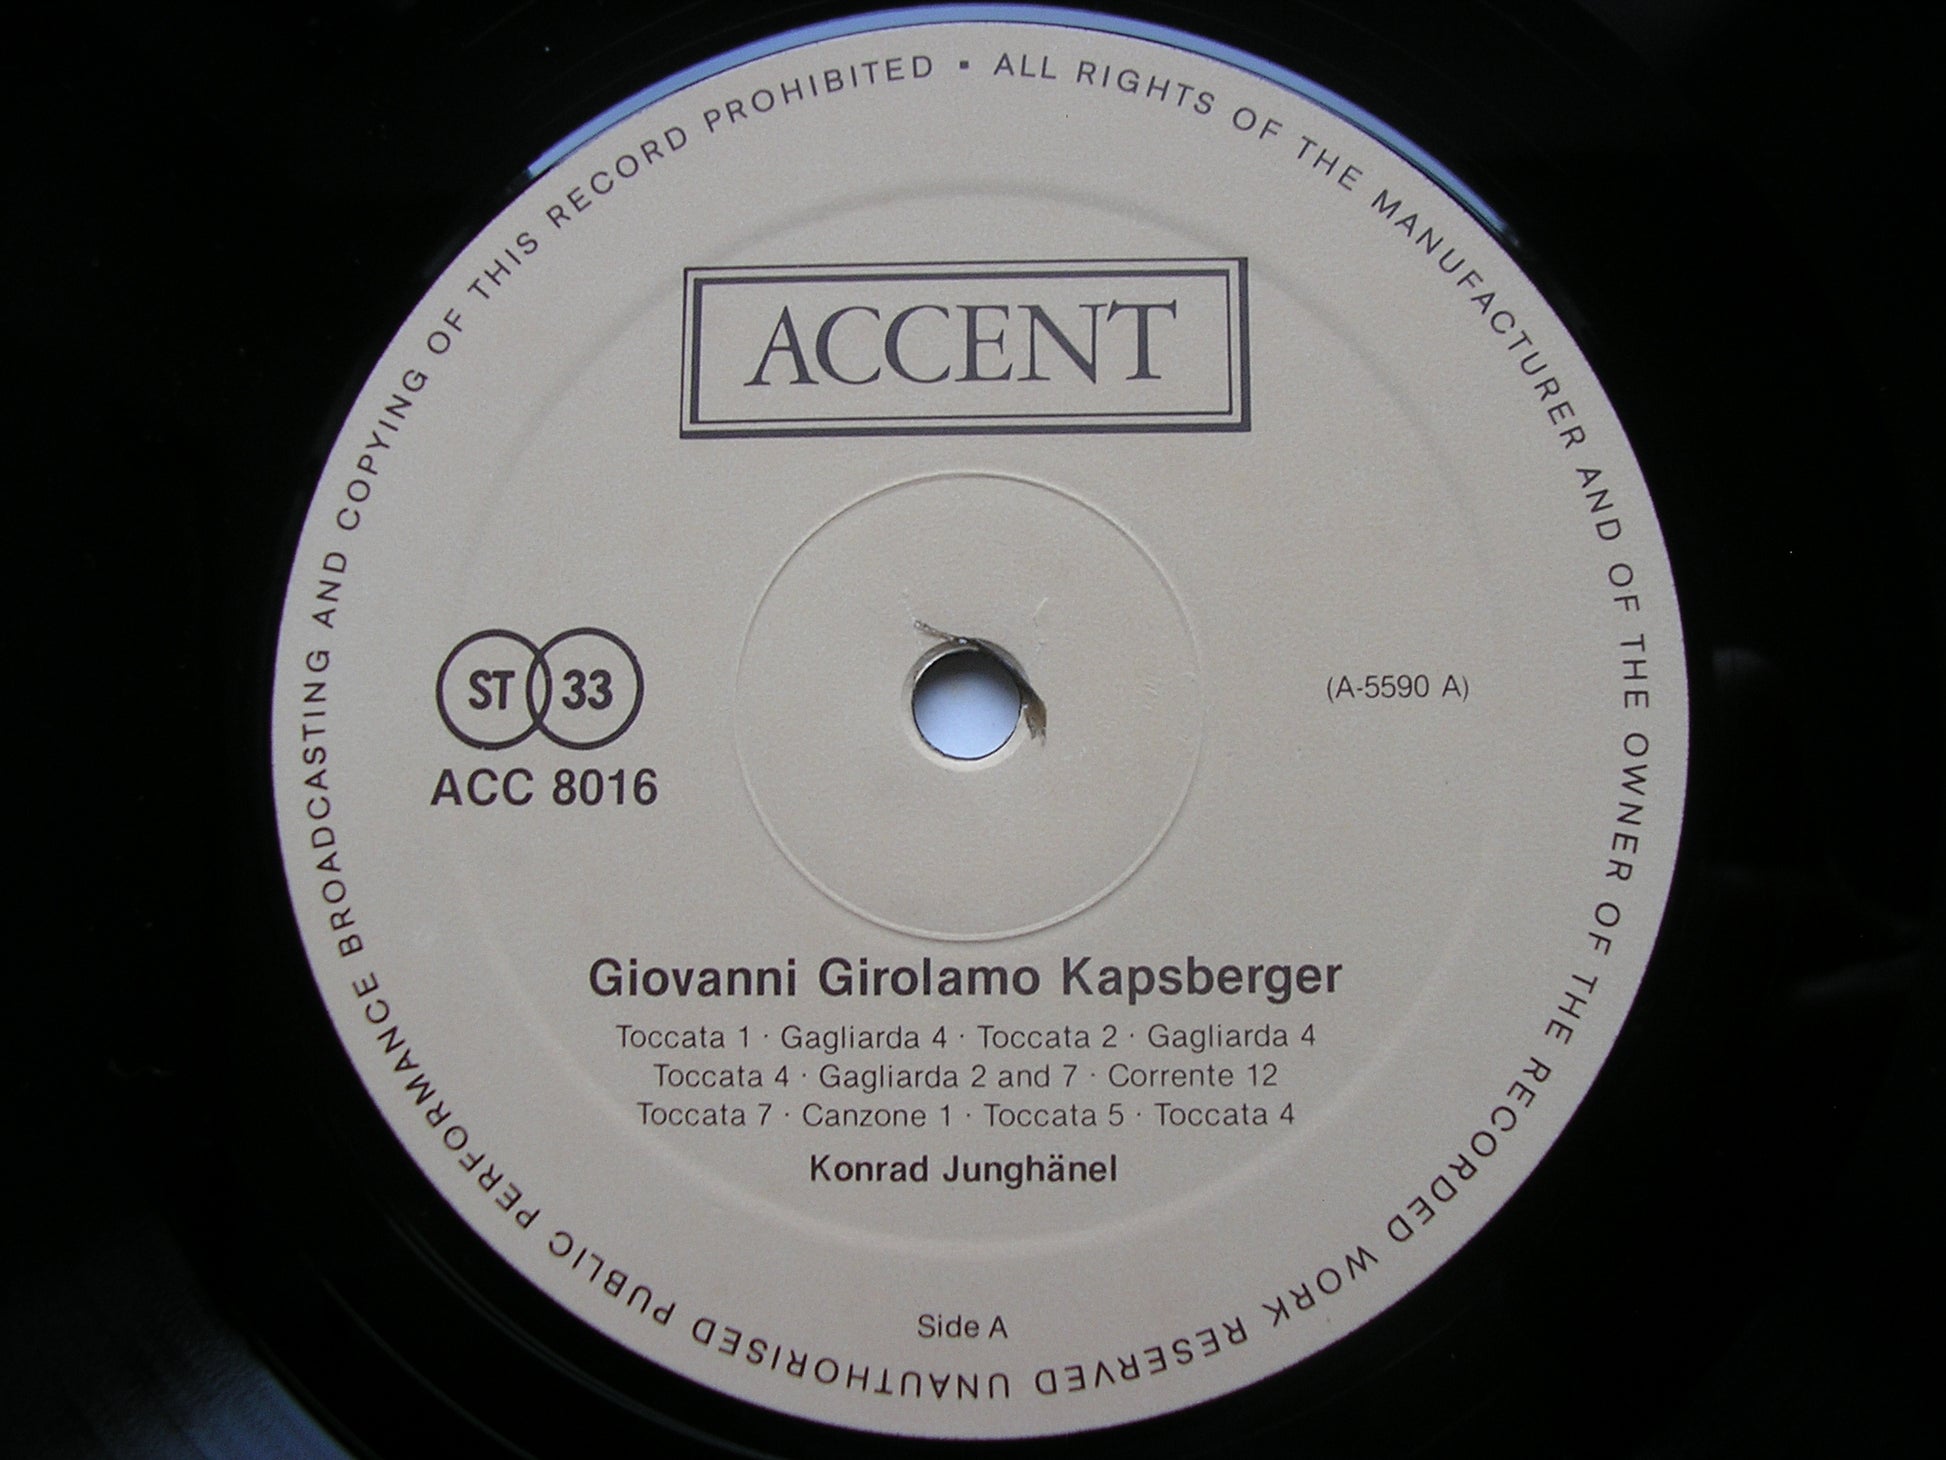 ALL RIGHTS OF THE MANUFACTURER AND OF THE OWNER OF THE RECORDED WORK RESERVED UNAUTHORISED PUBLIC PERFORMANCE BROADCASTING AND COPYING OF THIS RECORD PROHIBITED ▪
ACCENT
ST 33
ACC 8016
(A-5590 A)
Giovanni Girolamo Kapsberger
Toccata 1 · Gagliarda 4 · Toccata 2 · Gagliarda 4
Toccata 4 · Gagliarda 2 and 7 · Corrente 12
Toccata 7 · Canzone 1 · Toccata 5 · Toccata 4
Konrad Junghänel
Side A